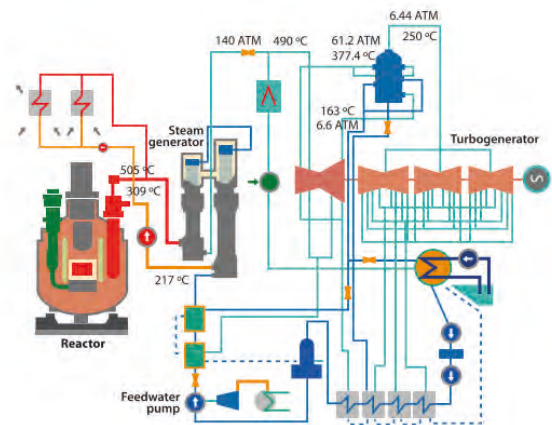 6.44 ATM
140 ATM
490 ºC
61.2 ATM
377.4 ºC
250 ºC
163 ºC
6.6 ATM
Steam
generator
Turbogenerator
505 ºC
309 ºC
217 ºC
Reactor
Feedwater
pump